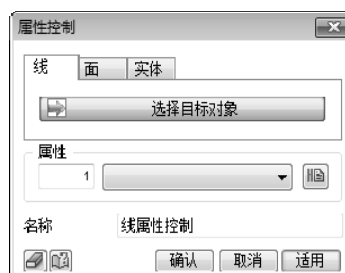 属性控制
线 面 实体
选择目标对象
属性
1
名称 线属性控制
确认 取消 适用